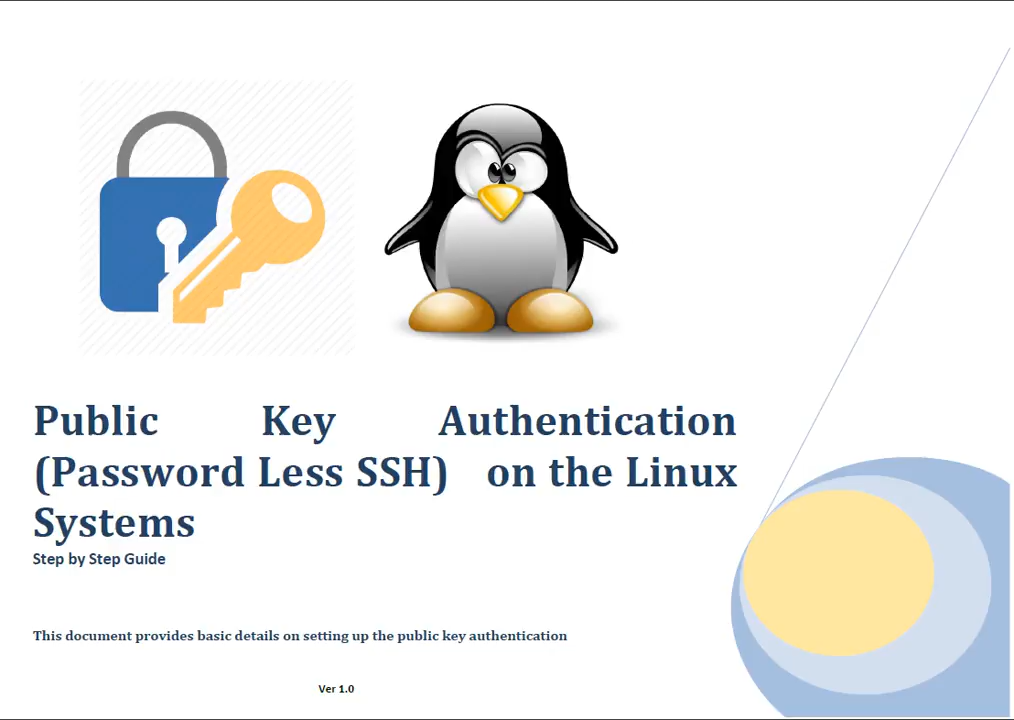 Public Key Authentication
(Password Less SSH) on the Linux
Systems
Step by Step Guide
This document provides basic details on setting up the public key authentication
Ver 1.0